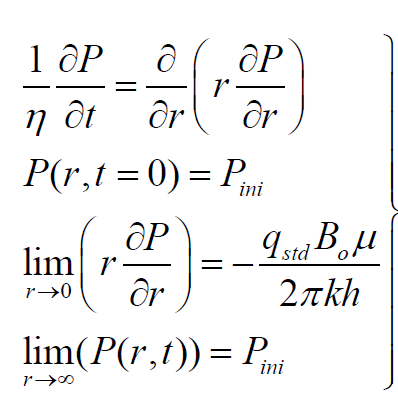 1/η ∂P/∂t = ∂/∂r (r ∂P/∂r)
P(r,t = 0) = P_ini
lim_{r→0} (r ∂P/∂r) = − q_std B_o μ / 2πkh
lim_{r→∞} (P(r,t)) = P_ini